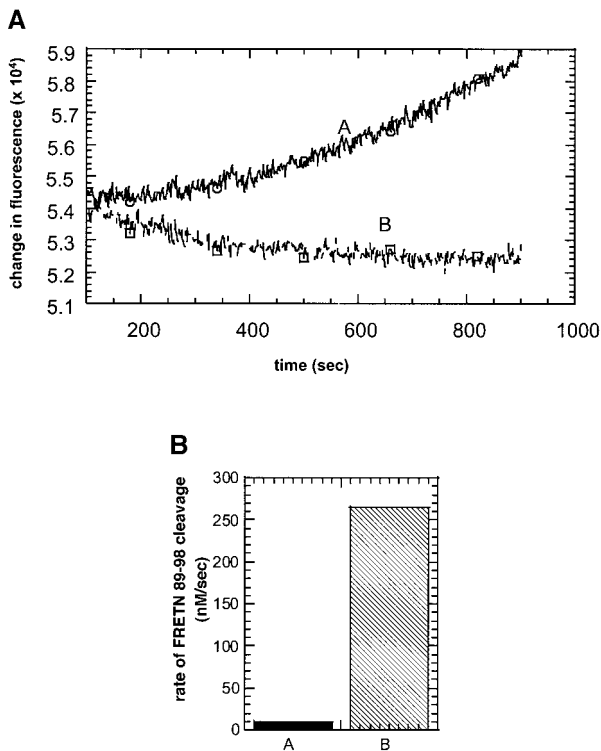 A
change in fluorescence (x 10⁴)
5.9
5.8
5.7
5.6
5.5
5.4
5.3
5.2
5.1
A
B
200
400
600
800
1000
time (sec)
B
rate of FRETN 89-98 cleavage
(nM/sec)
300
250
200
150
100
50
0
A
B